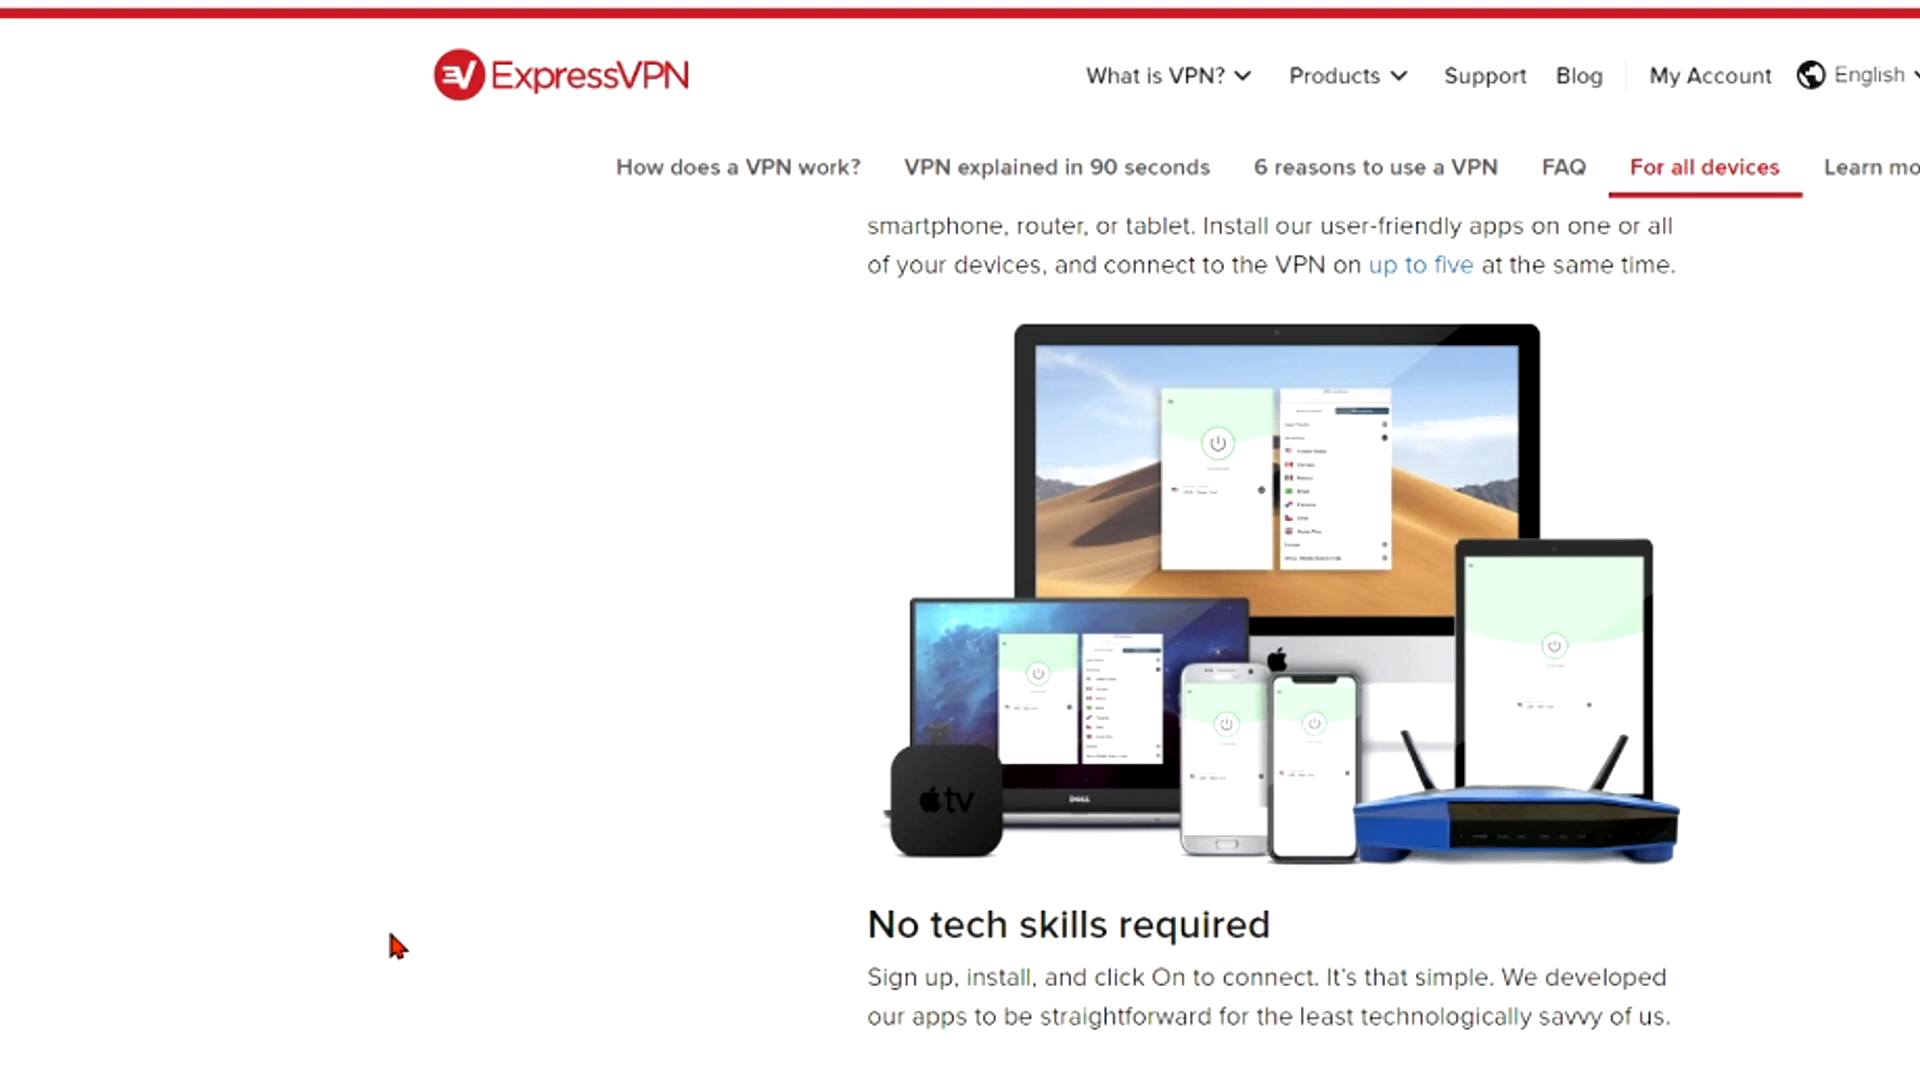 ExpressVPN
What is VPN?
Products
Support
Blog
My Account
English
How does a VPN work?
VPN explained in 90 seconds
6 reasons to use a VPN
FAQ
For all devices
Learn mo
smartphone, router, or tablet. Install our user-friendly apps on one or all
of your devices, and connect to the VPN on up to five at the same time.
DELL
tv
No tech skills required
Sign up, install, and click On to connect. It's that simple. We developed
our apps to be straightforward for the least technologically savvy of us.